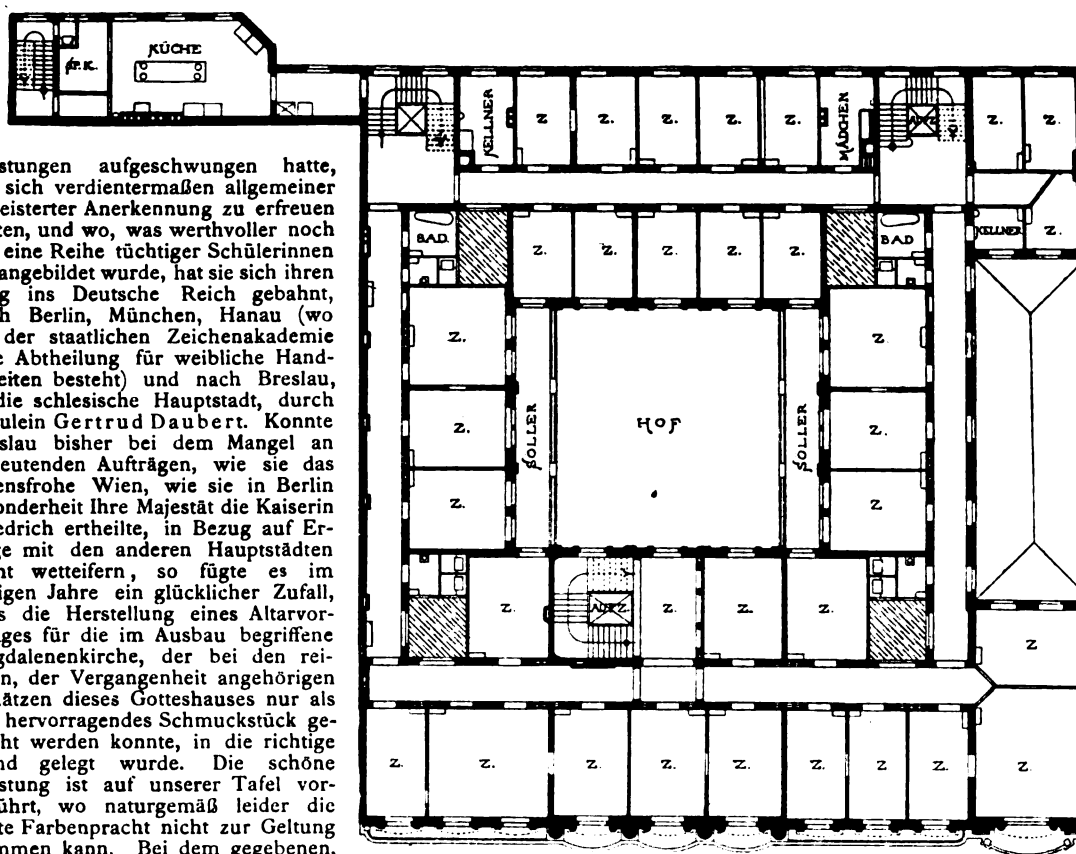 KÜCHE
SP.K.
KELLNER
Z.
Z.
Z.
Z.
Z.
MÄDCHEN
AUFZ.
Z.
Z.
BAD
Z.
Z.
Z.
Z.
BAD
KELLNER
Z.
Z.
Z.
SOLLER
HOF
SOLLER
Z.
Z.
Z.
Z.
Z.
AUFZ.
Z.
Z.
Z.
Z
Z.
Z.
Z.
Z.
Z.
Z.
Z.
Z.
stungen aufgeschwungen hatte,
sich verdientermaßen allgemeiner
eisterter Anerkennung zu erfreuen
ten, und wo, was werthvoller noch
eine Reihe tüchtiger Schülerinnen
angebildet wurde, hat sie sich ihren
g ins Deutsche Reich gebahnt,
h Berlin, München, Hanau (wo
der staatlichen Zeichenakademie
e Abtheilung für weibliche Hand-
eiten besteht) und nach Breslau,
die schlesische Hauptstadt, durch
ulein Gertrud Daubert. Konnte
slau bisher bei dem Mangel an
eutenden Aufträgen, wie sie das
ensfrohe Wien, wie sie in Berlin
onderheit Ihre Majestät die Kaiserin
edrich ertheilte, in Bezug auf Er-
ge mit den anderen Hauptstädten
ht wetteifern, so fügte es im
igen Jahre ein glücklicher Zufall,
s die Herstellung eines Altarvor-
ages für die im Ausbau begriffene
gdalenenkirche, der bei den rei-
n, der Vergangenheit angehörigen
ätzen dieses Gotteshauses nur als
hervorragendes Schmuckstück ge-
ht werden konnte, in die richtige
nd gelegt wurde. Die schöne
stung ist auf unserer Tafel vor-
ührt, wo naturgemäß leider die
te Farbenpracht nicht zur Geltung
mmen kann. Bei dem gegebenen,